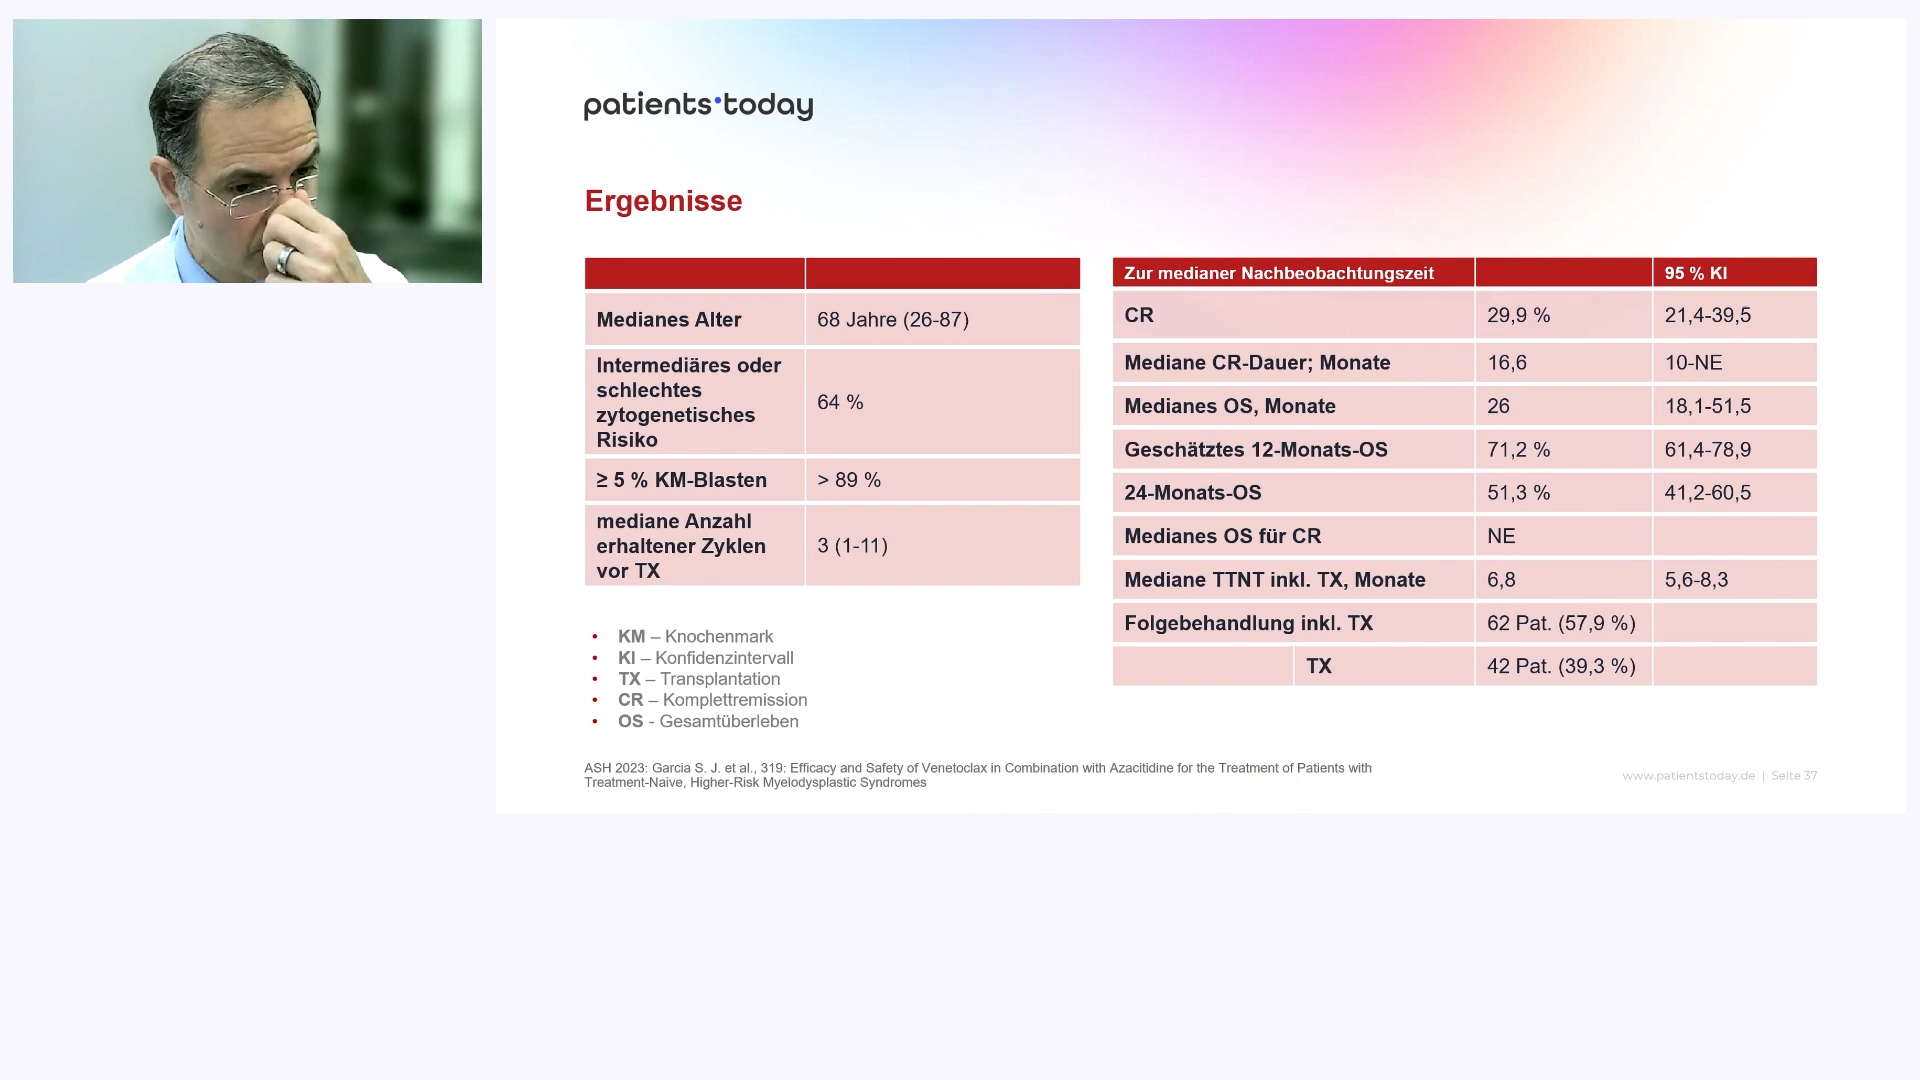 patients•today
Ergebnisse
Medianes Alter 68 Jahre (26-87)
Intermediäres oder
schlechtes
zytogenetisches
Risiko
64 %
≥ 5 % KM-Blasten > 89 %
mediane Anzahl
erhaltener Zyklen
vor TX
3 (1-11)
• KM – Knochenmark
• KI – Konfidenzintervall
• TX – Transplantation
• CR – Komplettremission
• OS - Gesamtüberleben
Zur medianer Nachbeobachtungszeit 95 % KI
CR 29,9 % 21,4-39,5
Mediane CR-Dauer; Monate 16,6 10-NE
Medianes OS, Monate 26 18,1-51,5
Geschätztes 12-Monats-OS 71,2 % 61,4-78,9
24-Monats-OS 51,3 % 41,2-60,5
Medianes OS für CR NE
Mediane TTNT inkl. TX, Monate 6,8 5,6-8,3
Folgebehandlung inkl. TX 62 Pat. (57,9 %)
TX 42 Pat. (39,3 %)
ASH 2023: Garcia S. J. et al., 319: Efficacy and Safety of Venetoclax in Combination with Azacitidine for the Treatment of Patients with
Treatment-Naive, Higher-Risk Myelodysplastic Syndromes
www.patientstoday.de | Seite 37